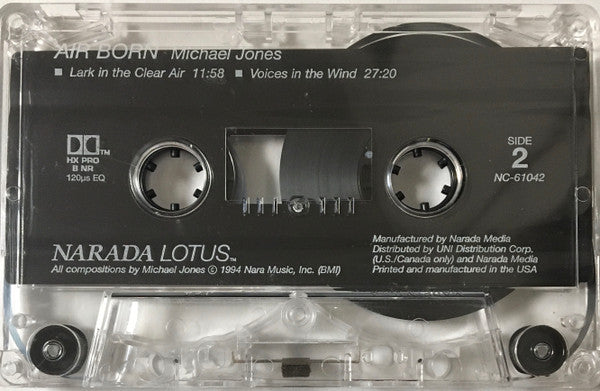 AIR BORN Michael Jones
■ Lark in the Clear Air 11:58 ■ Voices in the Wind 27:20
HX PRO
B NR
120µs EQ
SIDE
2
NC-61042
NARADA LOTUS™
All compositions by Michael Jones © 1994 Nara Music, Inc. (BMI)
Manufactured by Narada Media
Distributed by UNI Distribution Corp.
(U.S./Canada only) and Narada Media
Printed and manufactured in the USA